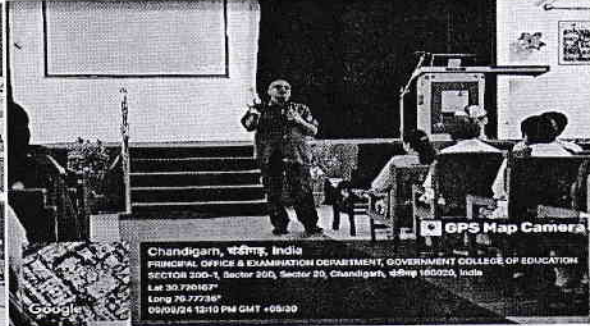 GPS Map Camera
Chandigarh, चंडीगढ़, India
PRINCIPAL OFFICE & EXAMINATION DEPARTMENT, GOVERNMENT COLLEGE OF EDUCATION
SECTOR 20D-1, Sector 20D, Sector 20, Chandigarh, चंडीगढ़ 160020, India
Lat 30.720167°
Long 76.77736°
09/09/24 12:10 PM GMT +05:30
Google